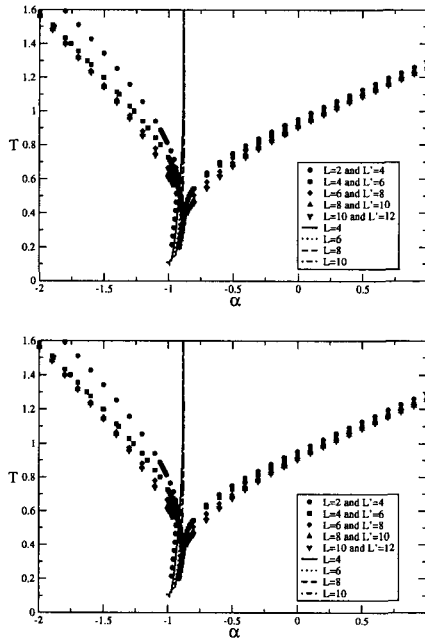 1.6
1.4
1.2
1
T
0.8
0.6
0.4
0.2
0
-2 -1.5 -1 -0.5 0 0.5
α
L=2 and L'=4
L=4 and L'=6
L=6 and L'=8
L=8 and L'=10
L=10 and L'=12
L=4
L=6
L=8
L=10
1.6
1.4
1.2
1
T
0.8
0.6
0.4
0.2
0
-2 -1.5 -1 -0.5 0 0.5
α
L=2 and L'=4
L=4 and L'=6
L=6 and L'=8
L=8 and L'=10
L=10 and L'=12
L=4
L=6
L=8
L=10